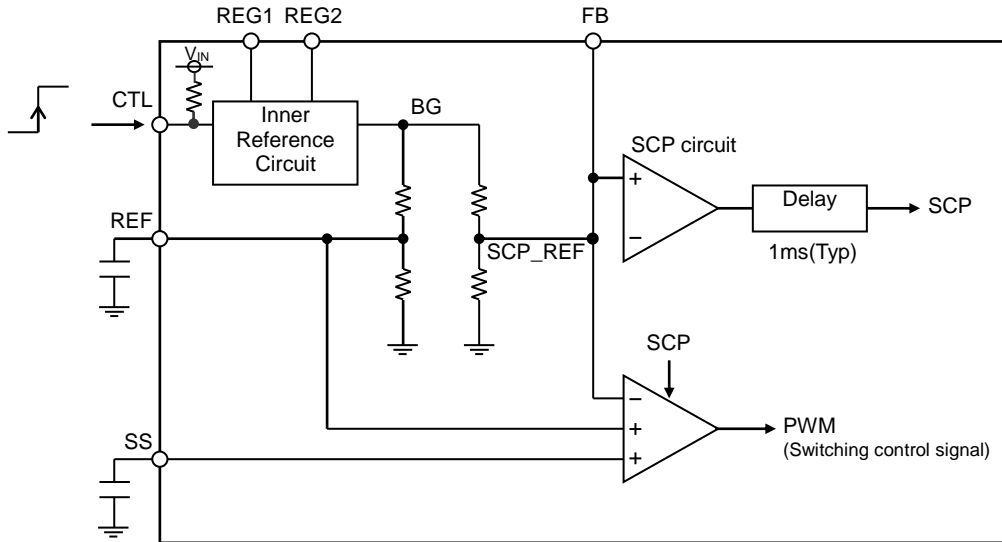 REG1 REG2 FB
VIN
CTL
Inner
Reference
Circuit
BG
SCP circuit
+
−
Delay
SCP
1ms(Typ)
REF
SCP_REF
SCP
−
+
+
PWM
(Switching control signal)
SS